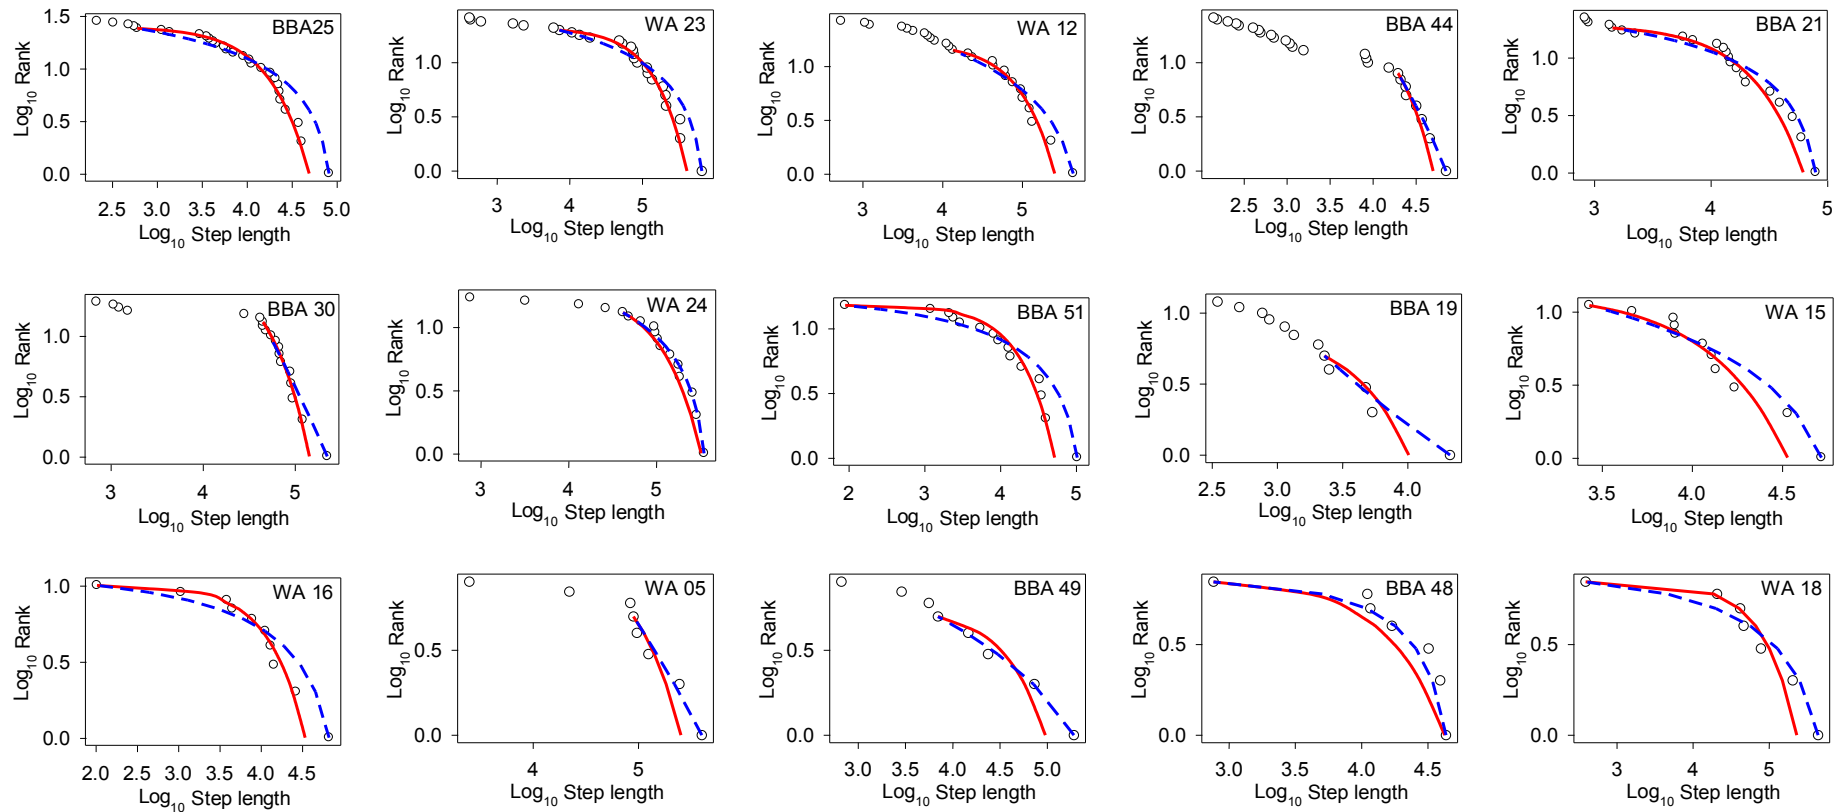 BBA25
Log10 Rank
1.5
1.0
0.5
0.0
2.5 3.0 3.5 4.0 4.5 5.0
Log10 Step length
WA 23
Log10 Rank
1.0
0.5
0.0
3 4 5
Log10 Step length
WA 12
Log10 Rank
1.0
0.5
0.0
3 4 5
Log10 Step length
BBA 44
Log10 Rank
1.0
0.5
0.0
2.5 3.0 3.5 4.0 4.5
Log10 Step length
BBA 21
Log10 Rank
1.0
0.5
0.0
3 4 5
Log10 Step length
BBA 30
Log10 Rank
1.0
0.5
0.0
3 4 5
Log10 Step length
WA 24
Log10 Rank
1.0
0.5
0.0
3 4 5
Log10 Step length
BBA 51
Log10 Rank
1.0
0.5
0.0
2 3 4 5
Log10 Step length
BBA 19
Log10 Rank
1.0
0.5
0.0
2.5 3.0 3.5 4.0
Log10 Step length
WA 15
Log10 Rank
1.0
0.5
0.0
3.5 4.0 4.5
Log10 Step length
WA 16
Log10 Rank
1.0
0.5
0.0
2.0 2.5 3.0 3.5 4.0 4.5
Log10 Step length
WA 05
Log10 Rank
0.5
0.0
4 5
Log10 Step length
BBA 49
Log10 Rank
0.5
0.0
3.0 3.5 4.0 4.5 5.0
Log10 Step length
BBA 48
Log10 Rank
0.5
0.0
3.0 3.5 4.0 4.5
Log10 Step length
WA 18
Log10 Rank
0.5
0.0
3 4 5
Log10 Step length